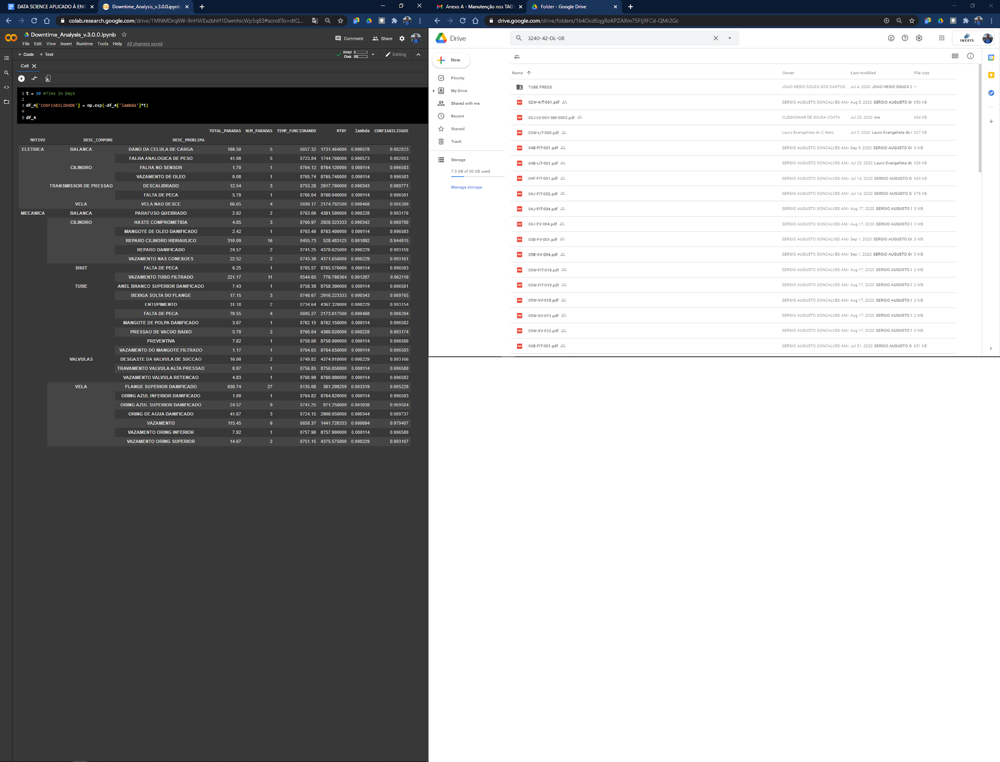 DATA SCIENCE APLICADO À ENG
Downtime_Analysis_v.3.0.0.ipynb
colab.research.google.com/drive/1MNMDrq6W-9nHWExzbhH1DwmhicWp5q83#scrollTo=dtQ...
Downtime_Analysis_v.3.0.0.ipynb
Comment Share
File Edit View Insert Runtime Tools Help All changes saved
+ Code + Text
RAM
Disk
Editing
Cell
1 t = 30 #Time in Days
2
3 df_4['CONFIABILIDADE'] = np.exp(-df_4['lambda']*t)
4
5 df_4
TOTAL_PARADAS NUM_PARADAS TEMP_FUNCIONANDO MTBF lambda CONFIABILIDADE
MOTIVO DESC_COMPONE DESC_PROBLEMA
ELETRICA BALANCA DANO DA CELULA DE CARGA 108.50 5 8657.32 1731.464000 0.000578 0.982823
FALHA ANALOGICA DE PESO 41.98 5 8723.84 1744.768000 0.000573 0.982953
CILINDRO FALHA NO SENSOR 1.70 1 8764.12 8764.120000 0.000114 0.996583
VAZAMENTO DE OLEO 0.08 1 8765.74 8765.740000 0.000114 0.996583
TRANSMISSOR DE PRESSAO DESCALIBRADO 12.54 3 8753.28 2917.760000 0.000343 0.989771
FALTA DE PECA 5.78 1 8760.04 8760.040000 0.000114 0.996581
VELA VELA NAO DESCE 66.65 4 8699.17 2174.792500 0.000460 0.986300
MECANICA BALANCA PARAFUSO QUEBRADO 2.82 2 8763.00 4381.500000 0.000228 0.993176
CILINDRO HASTE COMPROMETIDA 4.85 3 8760.97 2920.323333 0.000342 0.989780
MANGOTE DE OLEO DANIFICADO 2.42 1 8763.40 8763.400000 0.000114 0.996583
REPARO CILINDRO HIDRAULICO 310.09 16 8455.73 528.483125 0.001892 0.944815
REPARO DANIFICADO 24.57 2 8741.25 4370.625000 0.000229 0.993159
VAZAMENTO NAS CONEXOES 22.52 2 8743.30 4371.650000 0.000229 0.993161
SHUT FALTA DE PECA 0.25 1 8765.57 8765.570000 0.000114 0.996583
VAZAMENTO TUBO FILTRADO 221.17 11 8544.65 776.786364 0.001287 0.962116
TUBE ANEL BRANCO SUPERIOR DANIFICADO 7.43 1 8758.39 8758.390000 0.000114 0.996581
BEXIGA SOLTA DO FLANGE 17.15 3 8748.67 2916.223333 0.000343 0.989765
ENTUPIMENTO 31.18 2 8734.64 4367.320000 0.000229 0.993154
FALTA DE PECA 70.55 4 8695.27 2173.817500 0.000460 0.986294
MANGOTE DE POLPA DANIFICADO 3.67 1 8762.15 8762.150000 0.000114 0.996582
PRESSAO DE VACUO BAIXO 5.78 2 8760.04 4380.020000 0.000228 0.993174
PREVENTIVA 7.82 1 8758.00 8758.000000 0.000114 0.996580
VAZAMENTO DO MANGOTE FILTRADO 1.17 1 8764.65 8764.650000 0.000114 0.996583
VALVULAS DESGASTE DA VALVULA DE SUCCAO 16.00 2 8749.82 4374.910000 0.000229 0.993166
TRAVAMENTO VALVULA ALTA PRESSAO 8.97 1 8756.85 8756.850000 0.000114 0.996580
VAZAMENTO VALVULA RETENCAO 4.83 1 8760.99 8760.990000 0.000114 0.996582
VELA FLANGE SUPERIOR DANIFICADO 630.74 27 8135.08 301.299259 0.003319 0.905228
ORING AZUL INFERIOR DANIFICADO 1.00 1 8764.82 8764.820000 0.000114 0.996583
ORING AZUL SUPERIOR DANIFICADO 24.57 9 8741.25 971.250000 0.001030 0.969584
ORING DE AGUA DANIFICADO 41.67 3 8724.15 2908.050000 0.000344 0.989737
VAZAMENTO 115.45 6 8650.37 1441.728333 0.000694 0.979407
VAZAMENTO ORING INFERIOR 7.92 1 8757.90 8757.900000 0.000114 0.996580
VAZAMENTO ORING SUPERIOR 14.67 2 8751.15 4375.575000 0.000229 0.993167
Anexo A - Manutenção nos TAG's
Folder - Google Drive
drive.google.com/drive/folders/1b4Ocd6qgRoKPZAXm75Flj9FCd-QMr2Gc
Drive
3240-42-DL-08
IMERYS
New
Priority
My Drive
Shared with me
Recent
Starred
Trash
Storage
7.3 GB of 30 GB used
Manage storage
Name Owner Last modified File size
TUBE PRESS JOAO HESIO SOUZA DOS SANTOS Jul 4, 2020 JOAO HESIO SOUZA —
02W-AIT-001.pdf SERGIO AUGUSTO GONCALVES AM Aug 5, 2020 SERGIO AUGUSTO G 650 KB
03J-LV-001-SM-0003.pdf CLEIDIOMAR DE SOUSA COSTA Jul 23, 2020 me 654 KB
03W-LIT-005.pdf Lauro Evangelista do C Neto Jul 3, 2020 Lauro Evangelista do 327 KB
04B-FIT-001.pdf SERGIO AUGUSTO GONCALVES AM Sep 9, 2020 SERGIO AUGUSTO G 3 MB
04B-LIT-001.pdf SERGIO AUGUSTO GONCALVES AM Jul 23, 2020 Lauro Evangelista do 326 KB
04F-FIT-001.pdf SERGIO AUGUSTO GONCALVES AM Jul 14, 2020 SERGIO AUGUSTO G 683 KB
04J-FIT-002.pdf SERGIO AUGUSTO GONCALVES AM Jul 14, 2020 SERGIO AUGUSTO G 676 KB
04J-FIT-004.pdf SERGIO AUGUSTO GONCALVES AM Aug 17, 2020 SERGIO AUGUSTO 3 MB
04J-FV-004.pdf SERGIO AUGUSTO GONCALVES AM Aug 17, 2020 SERGIO AUGUSTO 3 MB
05B-FV-001.pdf SERGIO AUGUSTO GONCALVES AM Sep 1, 2020 SERGIO AUGUSTO G 3 MB
05B-XV-004.pdf SERGIO AUGUSTO GONCALVES AM Sep 1, 2020 SERGIO AUGUSTO G 3 MB
05W-FIT-018.pdf SERGIO AUGUSTO GONCALVES AM Aug 17, 2020 SERGIO AUGUSTO 2 MB
05W-FIT-019.pdf SERGIO AUGUSTO GONCALVES AM Aug 17, 2020 SERGIO AUGUSTO 2 MB
05W-XV-010.pdf SERGIO AUGUSTO GONCALVES AM Aug 17, 2020 SERGIO AUGUSTO 2 MB
05W-XV-011.pdf SERGIO AUGUSTO GONCALVES AM Aug 17, 2020 SERGIO AUGUSTO 2 MB
05W-XV-012.pdf SERGIO AUGUSTO GONCALVES AM Aug 17, 2020 SERGIO AUGUSTO 3 MB
06B-FIT-001.pdf SERGIO AUGUSTO GONCALVES AM Jul 31, 2020 SERGIO AUGUSTO G 651 KB